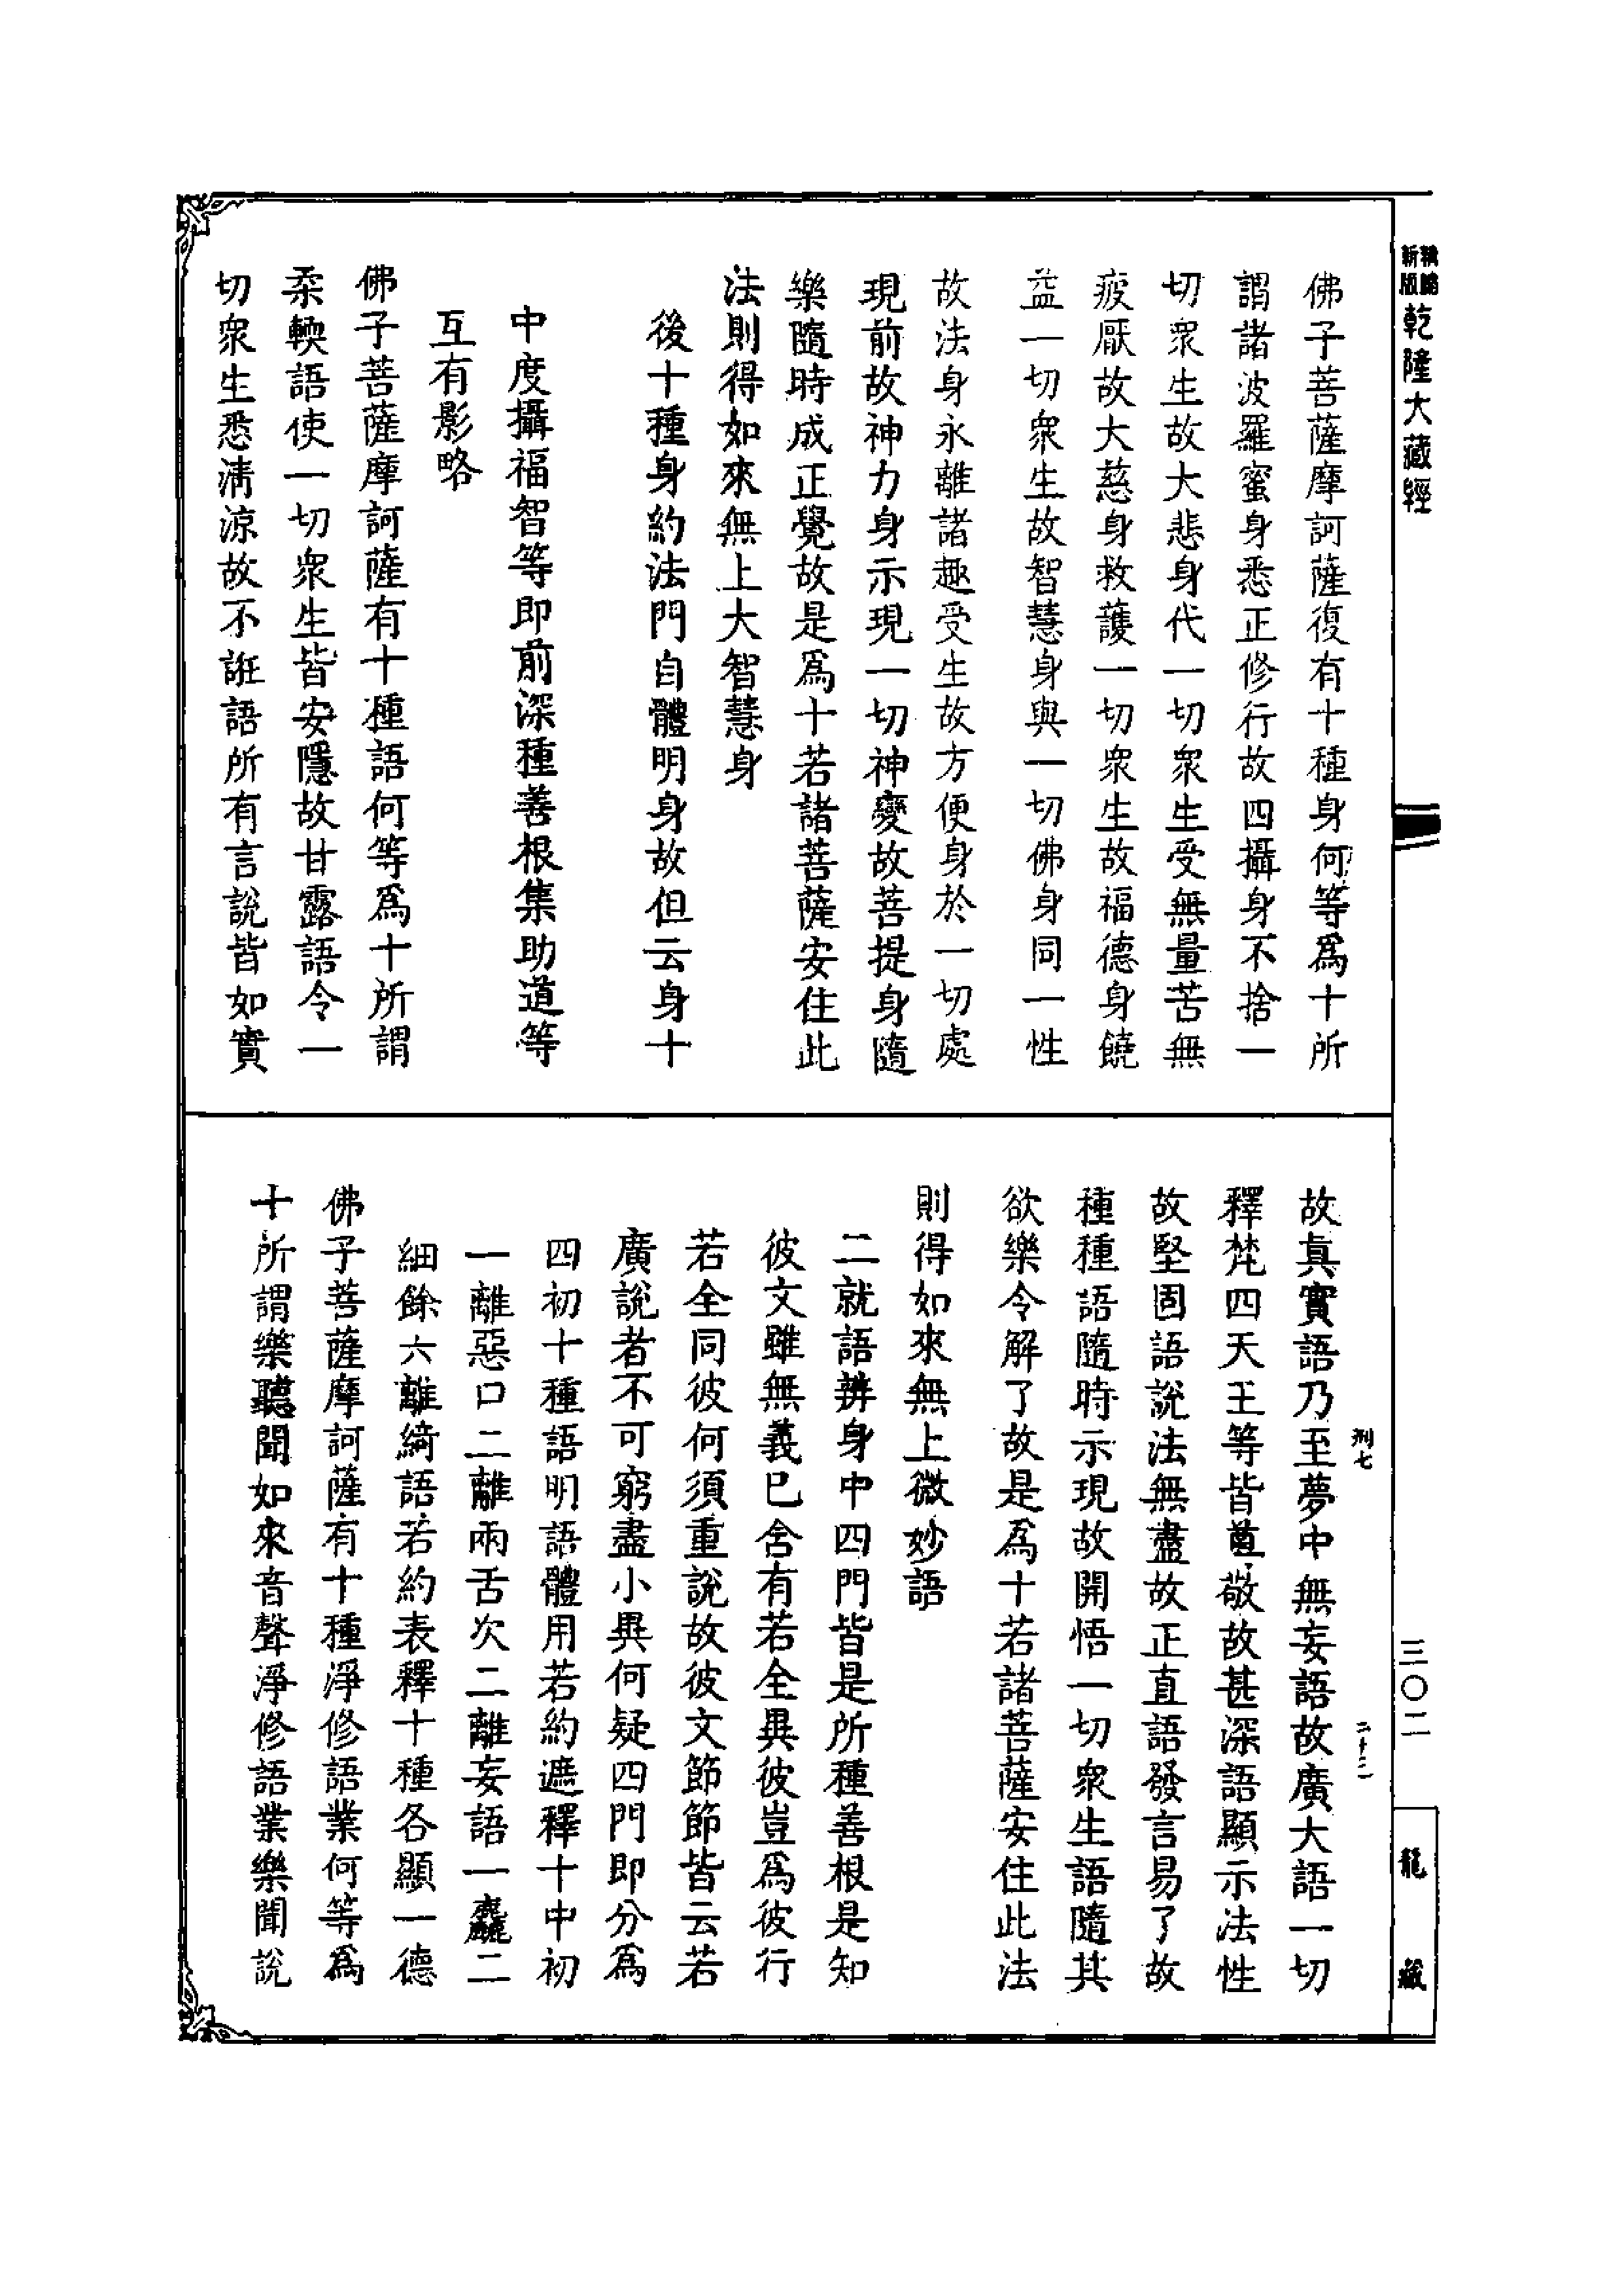 新版
乾隆大藏經
佛子菩薩摩訶薩復有十種身何等為十所
謂諸波羅蜜身悉正修行故四攝身不捨一
切衆生故大悲身代一切衆生受無量苦無
疲厭故大慈身救護一切衆生故福德身饒
益一切衆生故智慧身與一切佛身同一性
故法身永離諸趣受生故方便身於一切處
現前故神力身示現一切神變故菩提身隨
樂隨時成正覺故是為十若諸菩薩安住此
法則得如來無上大智慧身
後十種身約法門自體明身故但云身十
中度攝福智等即前深種善根集助道等
互有影略
佛子菩薩摩訶薩有十種語何等為十所謂
柔輭語使一切衆生皆安隱故甘露語令一
切衆生悉淸涼故不誑語所有言說皆如實
故眞實語乃至夢中無妄語故廣大語一切
釋梵四天王等皆尊敬故甚深語顯示法性
故堅固語說法無盡故正直語發言易了故
種種語隨時示現故開悟一切衆生語隨其
欲樂令解了故是為十若諸菩薩安住此法
則得如來無上微妙語
二就語辨身中四門皆是所種善根是知
彼文雖無義已含有若全異彼豈為彼行
若全同彼何須重說故彼文節節皆云若
廣說者不可窮盡小異何疑四門即分為
四初十種語明語體用若約遮釋十中初
一離惡口二離兩舌次二離妄語一麤二
細餘六離綺語若約表釋十種各顯一德
佛子菩薩摩訶薩有十種淨修語業何等為
十所謂樂聽聞如來音聲淨修語業樂聞說
刑七
二十二
三〇二
龍藏